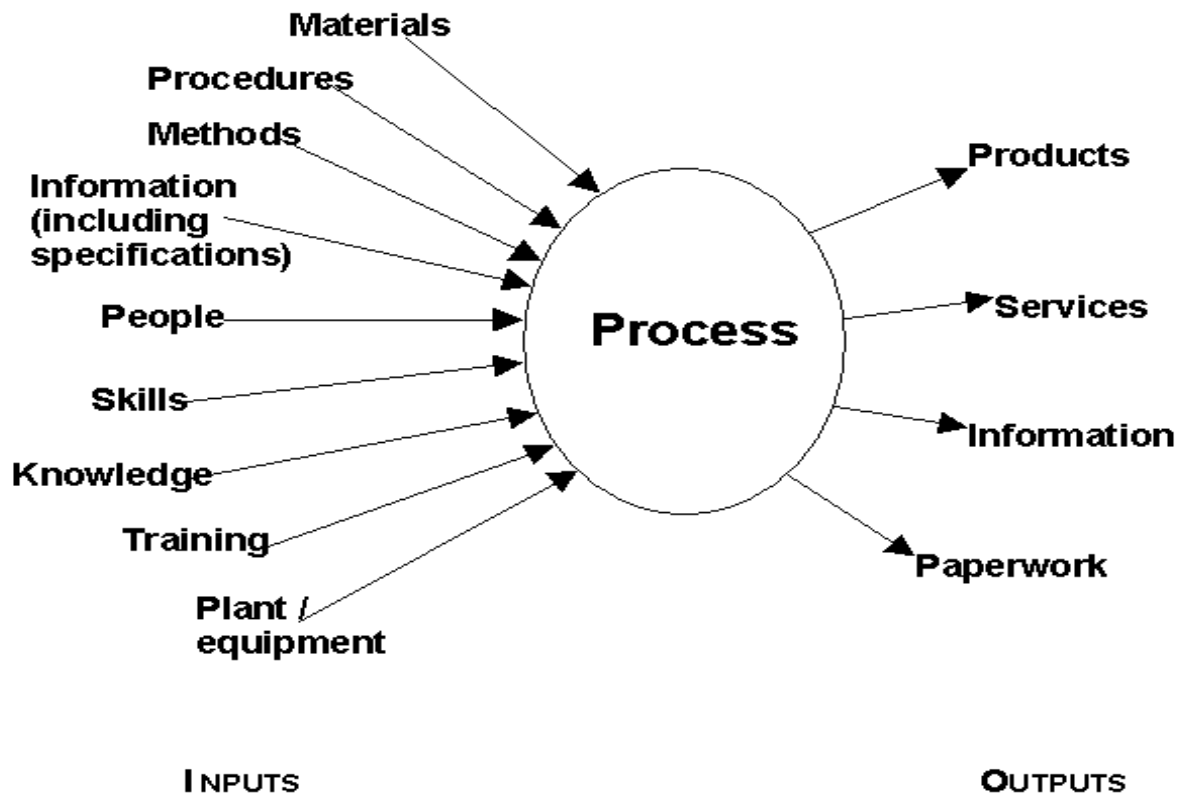 Materials
Procedures
Methods
Information
(including
specifications)
People
Skills
Knowledge
Training
Plant /
equipment
Process
Products
Services
Information
Paperwork
INPUTS
OUTPUTS